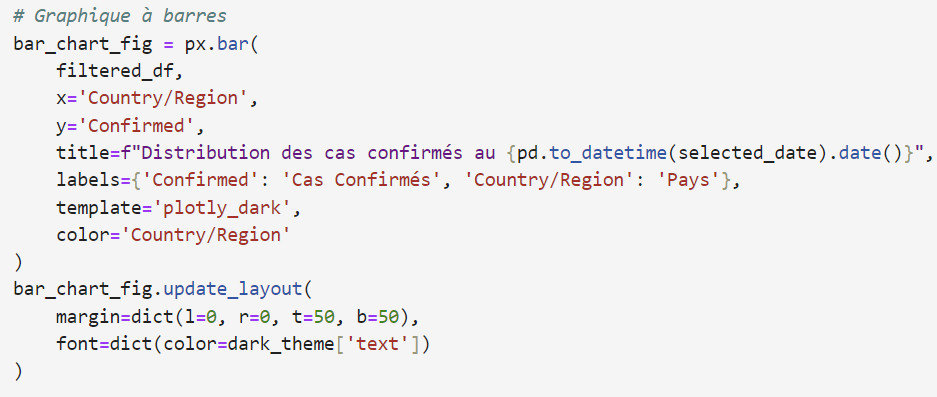 # Graphique à barres
bar_chart_fig = px.bar(
    filtered_df,
    x='Country/Region',
    y='Confirmed',
    title=f"Distribution des cas confirmés au {pd.to_datetime(selected_date).date()}",
    labels={'Confirmed': 'Cas Confirmés', 'Country/Region': 'Pays'},
    template='plotly_dark',
    color='Country/Region'
)
bar_chart_fig.update_layout(
    margin=dict(l=0, r=0, t=50, b=50),
    font=dict(color=dark_theme['text'])
)